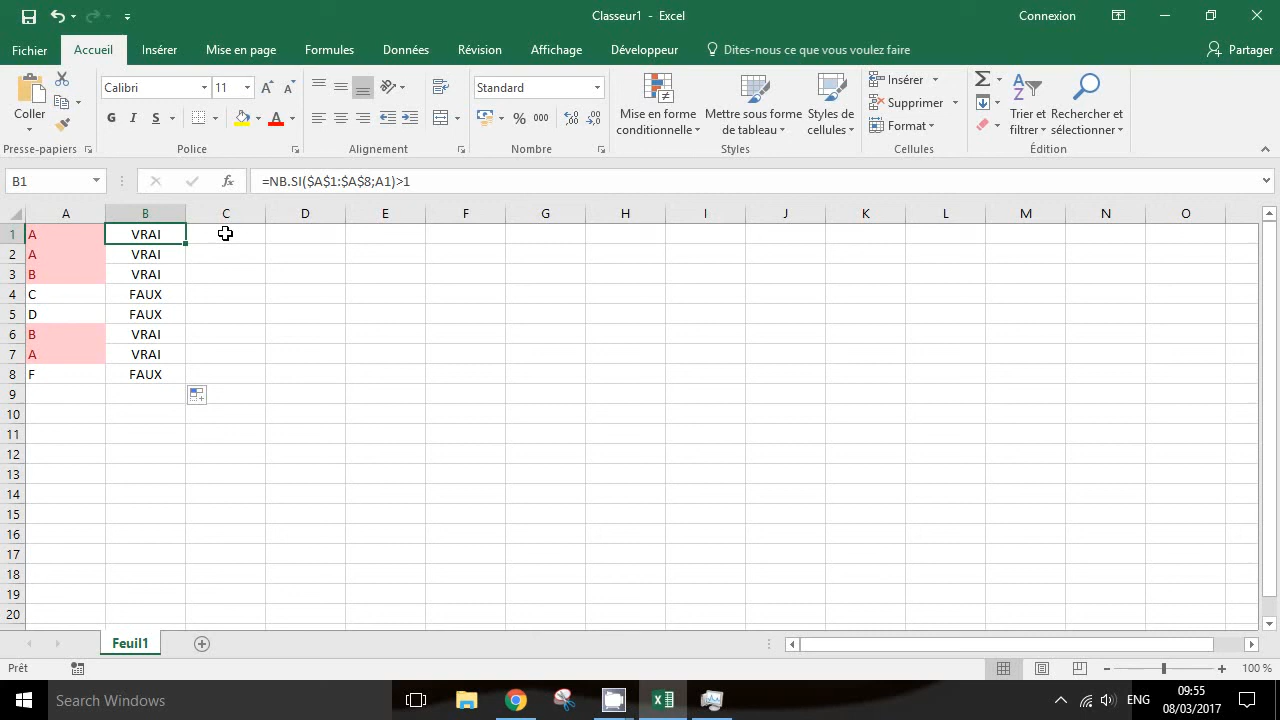 Classeur1 - Excel
Connexion
Fichier Accueil Insérer Mise en page Formules Données Révision Affichage Développeur Dites-nous ce que vous voulez faire Partager
Coller
Presse-papiers
Calibri 11
G I S
Police
Alignement
Standard
% 000
Nombre
Mise en forme conditionnelle
Mettre sous forme de tableau
Styles de cellules
Styles
Insérer
Supprimer
Format
Cellules
Trier et filtrer
Rechercher et sélectionner
Édition
B1 fx =NB.SI($A$1:$A$8;A1)>1
A B C D E F G H I J K L M N O
1 A VRAI
2 A VRAI
3 B VRAI
4 C FAUX
5 D FAUX
6 B VRAI
7 A VRAI
8 F FAUX
9
10
11
12
13
14
15
16
17
18
19
20
Feuil1
Prêt 100 %
Search Windows ENG 09:55
08/03/2017